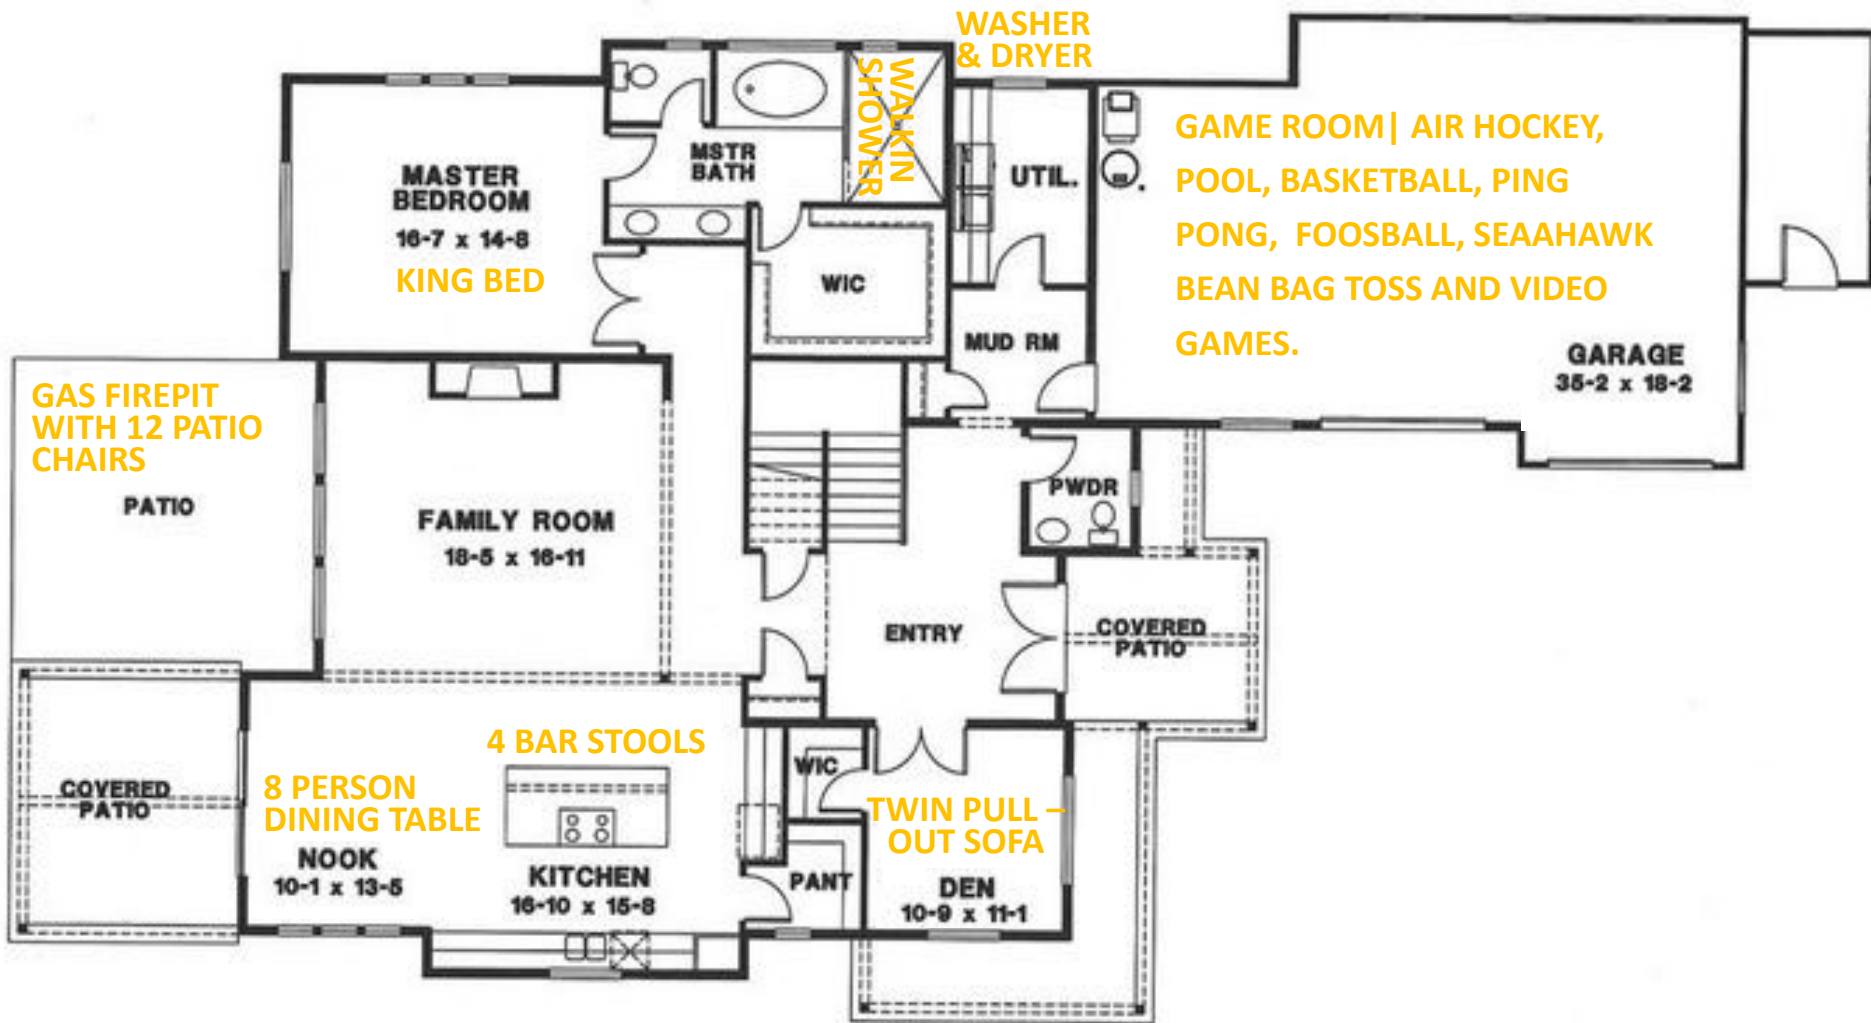 WASHER
& DRYER
WALKIN
SHOWER
MSTR
BATH
UTIL.
GAME ROOM| AIR HOCKEY,
POOL, BASKETBALL, PING
PONG, FOOSBALL, SEAAHAWK
BEAN BAG TOSS AND VIDEO
GAMES.
MASTER
BEDROOM
16-7 x 14-8
KING BED
WIC
MUD RM
GARAGE
35-2 x 18-2
GAS FIREPIT
WITH 12 PATIO
CHAIRS
PATIO
FAMILY ROOM
18-5 x 16-11
PWDR
ENTRY
COVERED
PATIO
4 BAR STOOLS
COVERED
PATIO
8 PERSON
DINING TABLE
NOOK
10-1 x 13-5
KITCHEN
16-10 x 15-8
WIC
PANT
TWIN PULL –
OUT SOFA
DEN
10-9 x 11-1